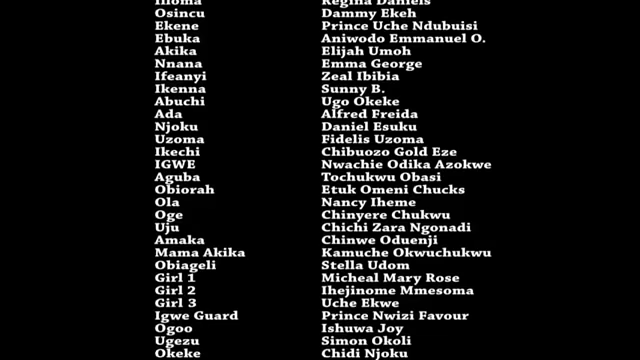 Illoma Regina Daniels
Osincu Dammy Ekeh
Ekene Prince Uche Ndubuisi
Ebuka Aniwodo Emmanuel O.
Akika Elijah Umoh
Nnana Emma George
Ifeanyi Zeal Ibibia
Ikenna Sunny B.
Abuchi Ugo Okeke
Ada Alfred Freida
Njoku Daniel Esuku
Uzoma Fidelis Uzoma
Ikechi Chibuozo Gold Eze
IGWE Nwachie Odika Azokwe
Aguba Tochukwu Obasi
Obiorah Etuk Omeni Chucks
Ola Nancy Iheme
Oge Chinyere Chukwu
Uju Chichi Zara Ngonadi
Amaka Chinwe Oduenji
Mama Akika Kamuche Okwuchukwu
Obiageli Stella Udom
Girl 1 Micheal Mary Rose
Girl 2 Ihejinome Mmesoma
Girl 3 Uche Ekwe
Igwe Guard Prince Nwizi Favour
Ogoo Ishuwa Joy
Ugezu Simon Okoli
Okeke Chidi Njoku